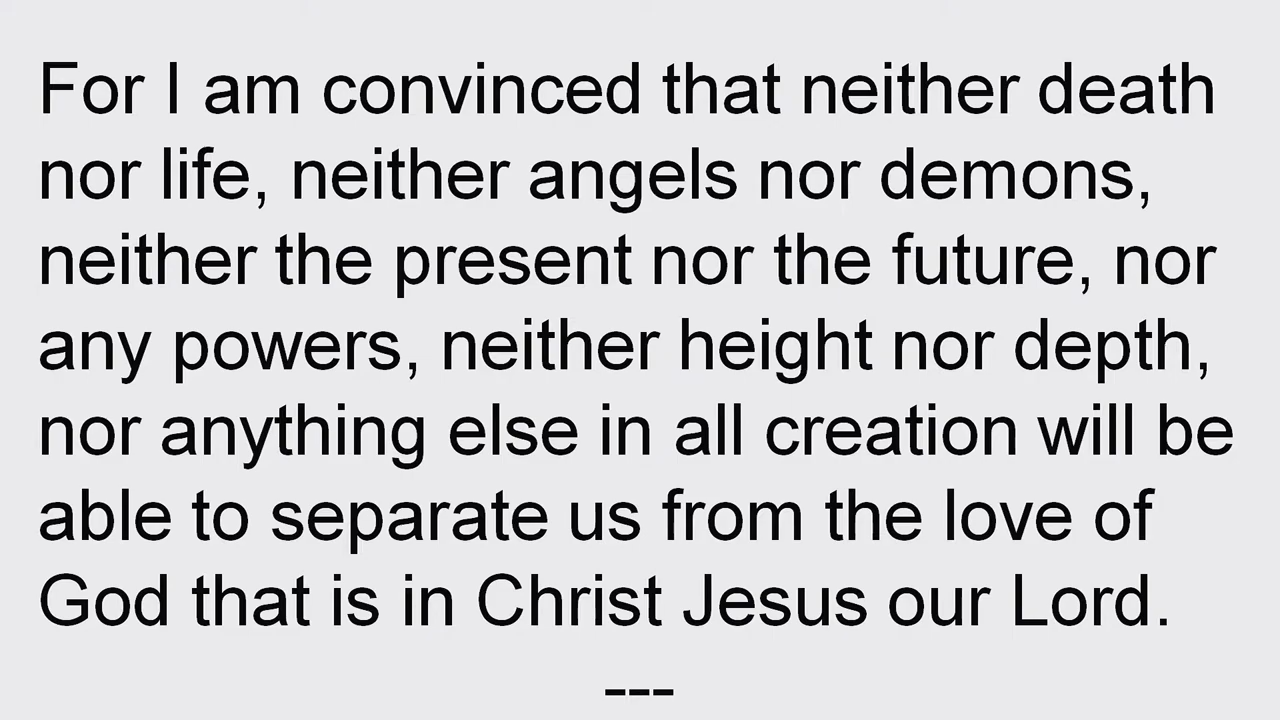 For I am convinced that neither death
nor life, neither angels nor demons,
neither the present nor the future, nor
any powers, neither height nor depth,
nor anything else in all creation will be
able to separate us from the love of
God that is in Christ Jesus our Lord.
---